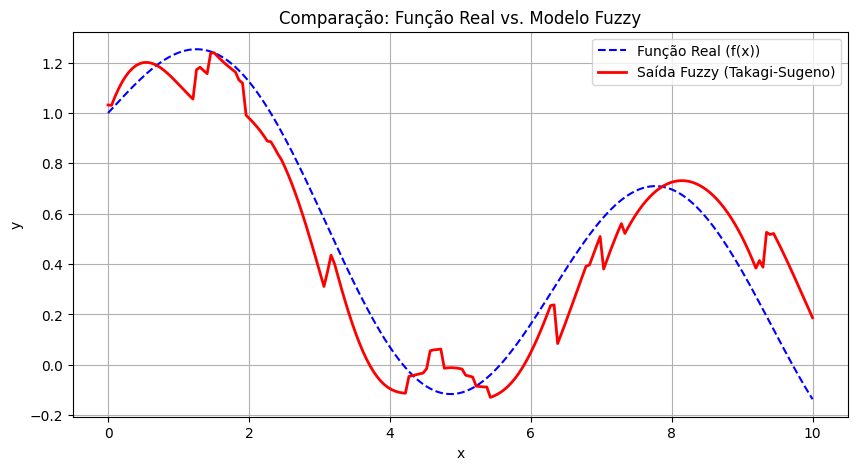 Comparação: Função Real vs. Modelo Fuzzy
Função Real (f(x))
Saída Fuzzy (Takagi-Sugeno)
1.2
1.0
0.8
0.6
0.4
0.2
0.0
−0.2
y
0 2 4 6 8 10
x